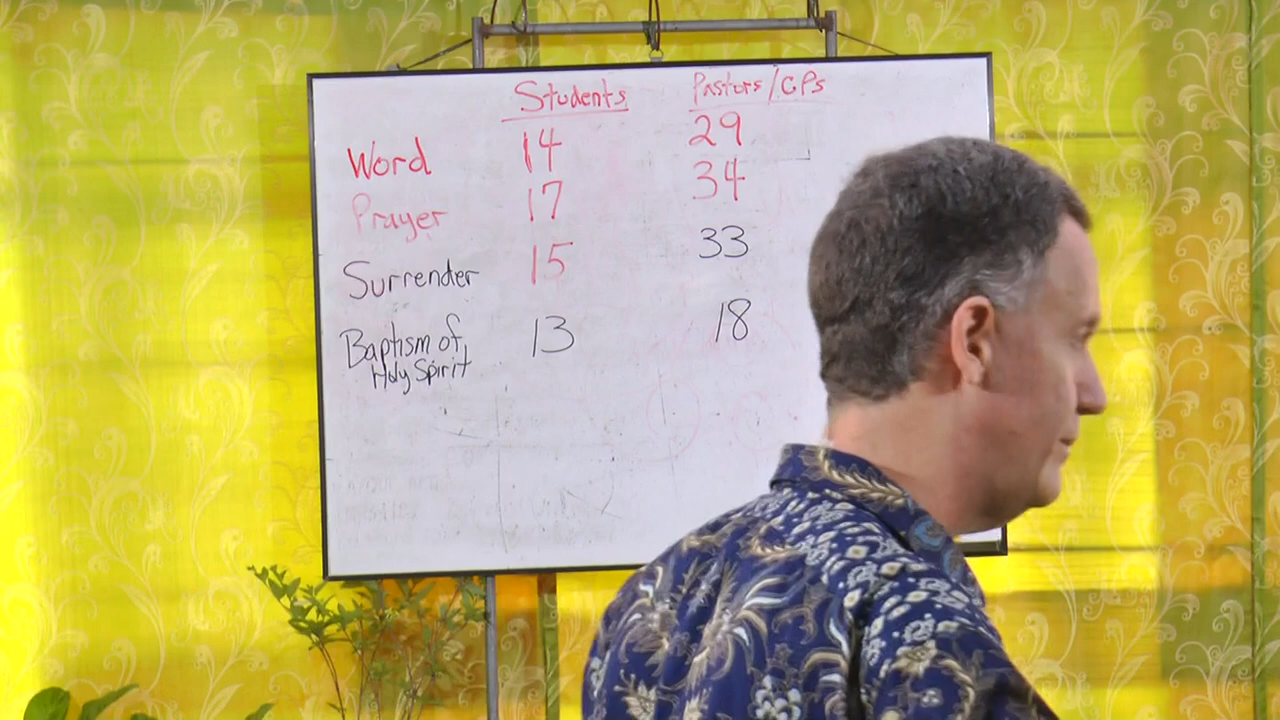 Students Pastors/CPs
Word 14 29
Prayer 17 34
Surrender 15 33
Baptism of 13 18
Holy Spirit